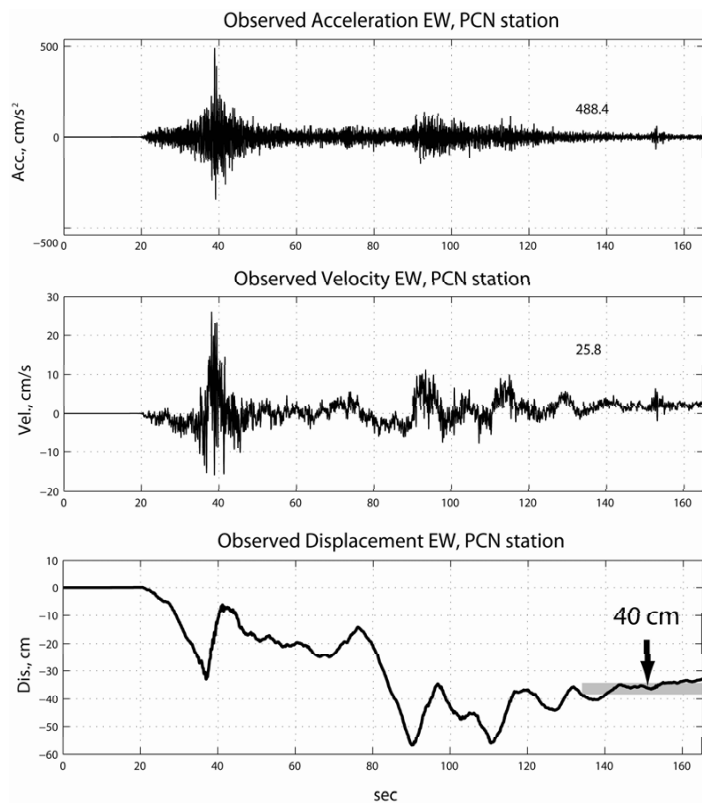 Observed Acceleration EW, PCN station
500
0
−500
Acc., cm/s²
488.4
0 20 40 60 80 100 120 140 160
Observed Velocity EW, PCN station
30
20
10
0
−10
−20
Vel., cm/s
25.8
0 20 40 60 80 100 120 140 160
Observed Displacement EW, PCN station
10
0
−10
−20
−30
−40
−50
−60
Dis., cm
40 cm
0 20 40 60 80 100 120 140 160
sec